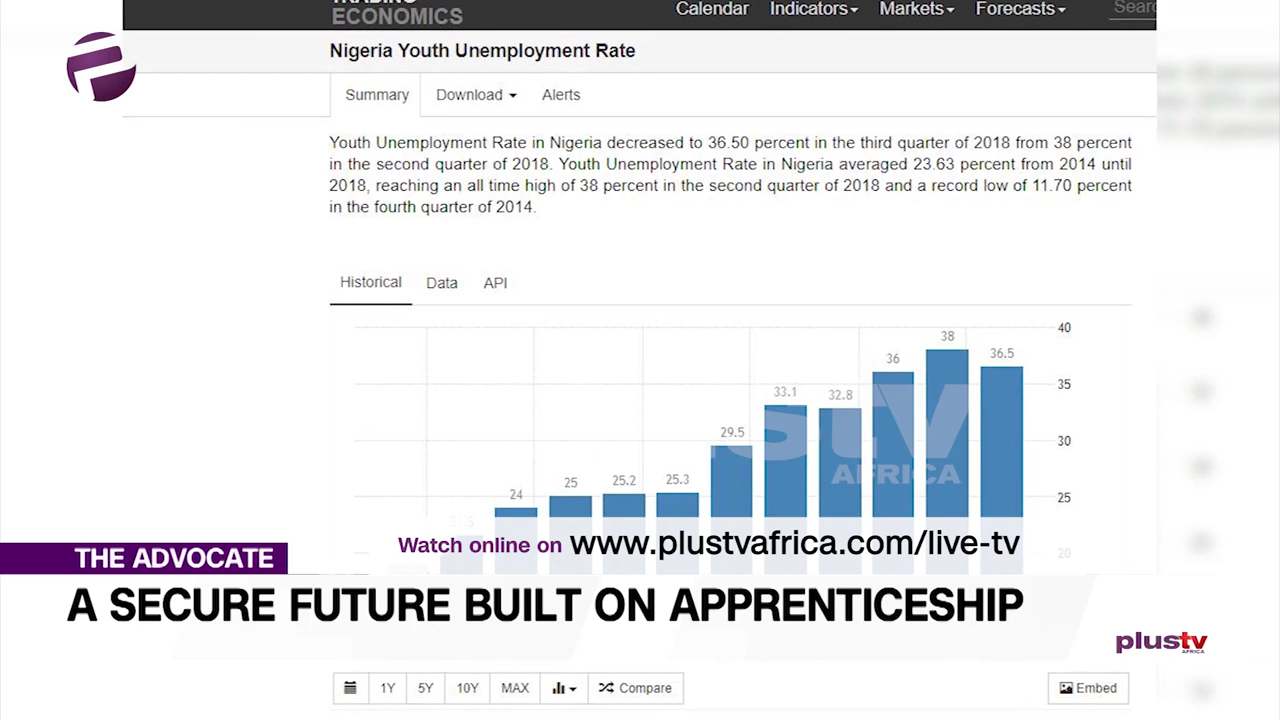 TRADING
ECONOMICS
Calendar Indicators Markets Forecasts
Nigeria Youth Unemployment Rate
Summary Download Alerts
Youth Unemployment Rate in Nigeria decreased to 36.50 percent in the third quarter of 2018 from 38 percent
in the second quarter of 2018. Youth Unemployment Rate in Nigeria averaged 23.63 percent from 2014 until
2018, reaching an all time high of 38 percent in the second quarter of 2018 and a record low of 11.70 percent
in the fourth quarter of 2014.
Historical Data API
40
38
36.5
36
35
33.1
32.8
30
29.5
25.3
25.2
25
24
25
20
AFRICA
Watch online on www.plustvafrica.com/live-tv
THE ADVOCATE
A SECURE FUTURE BUILT ON APPRENTICESHIP
plustv
AFRICA
1Y 5Y 10Y MAX Compare
Embed